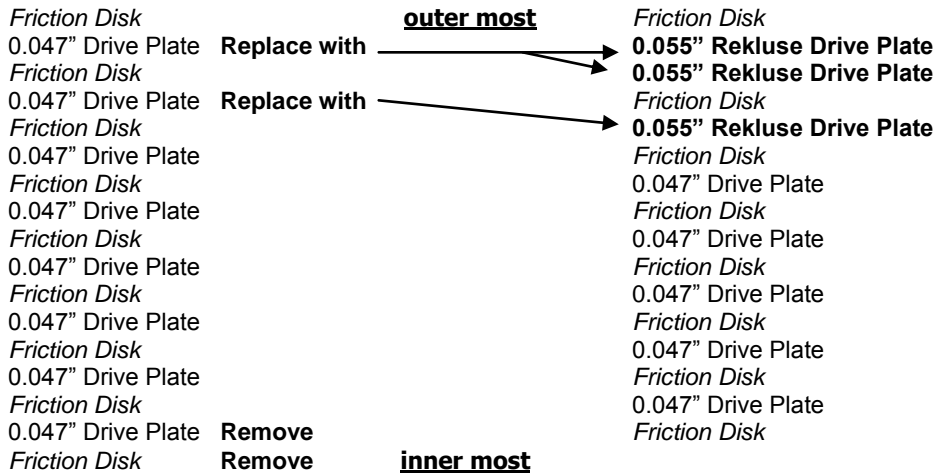 Friction Disk outer most Friction Disk
0.047” Drive Plate Replace with 0.055” Rekluse Drive Plate
Friction Disk 0.055” Rekluse Drive Plate
0.047” Drive Plate Replace with Friction Disk
Friction Disk 0.055” Rekluse Drive Plate
0.047” Drive Plate Friction Disk
Friction Disk 0.047” Drive Plate
0.047” Drive Plate Friction Disk
Friction Disk 0.047” Drive Plate
0.047” Drive Plate Friction Disk
Friction Disk 0.047” Drive Plate
0.047” Drive Plate Friction Disk
Friction Disk 0.047” Drive Plate
0.047” Drive Plate Friction Disk
Friction Disk 0.047” Drive Plate
0.047” Drive Plate Remove Friction Disk
Friction Disk Remove inner most